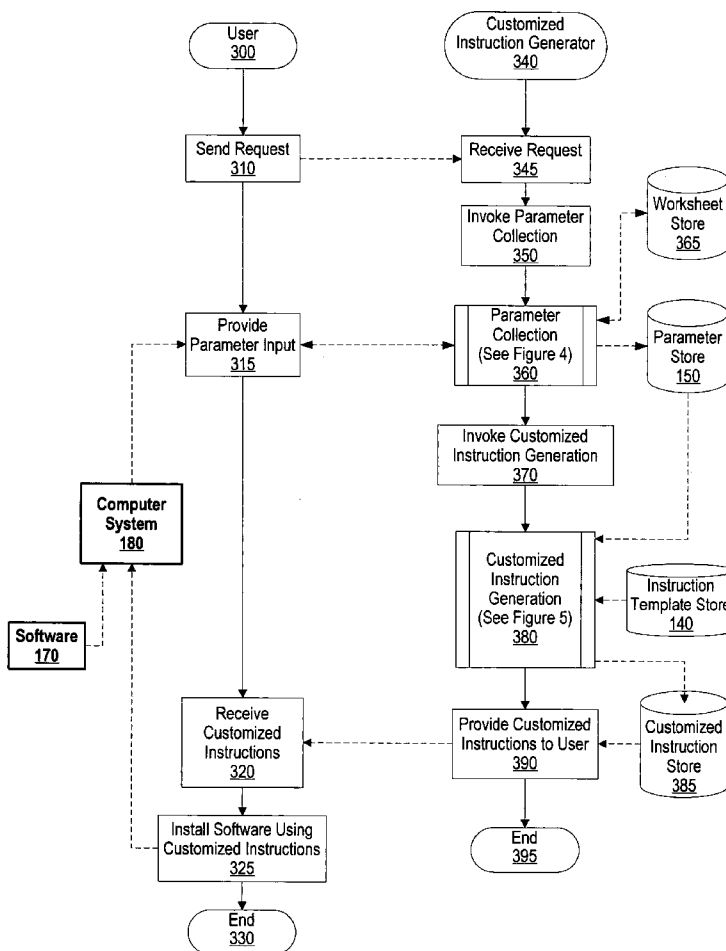 User
300
Customized
Instruction Generator
340
Send Request
310
Receive Request
345
Worksheet
Store
365
Invoke Parameter
Collection
350
Provide
Parameter Input
315
Parameter
Collection
(See Figure 4)
360
Parameter
Store
150
Invoke Customized
Instruction Generation
370
Computer
System
180
Customized
Instruction
Generation
(See Figure 5)
380
Instruction
Template Store
140
Software
170
Receive
Customized
Instructions
320
Provide Customized
Instructions to User
390
Customized
Instruction
Store
385
Install Software Using
Customized Instructions
325
End
395
End
330